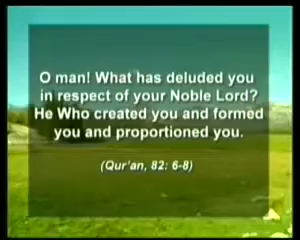 O man! What has deluded you
in respect of your Noble Lord?
He Who created you and formed
you and proportioned you.
(Qur'an, 82: 6-8)